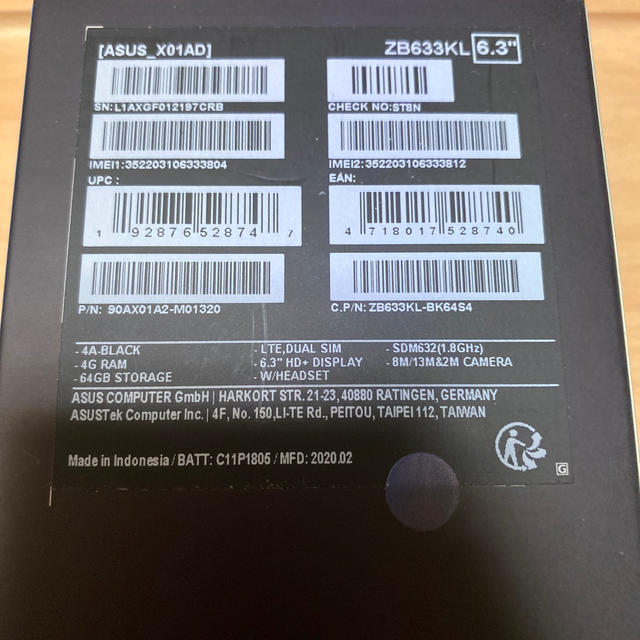 [ASUS_X01AD] ZB633KL 6.3"
SN:L1AXGF012197CRB CHECK NO:ST8N
IMEI1:352203106333804 IMEI2:352203106333812
UPC : EAN:
1 92876 52874 7 4 718017 528740
P/N: 90AX01A2-M01320 C.P/N: ZB633KL-BK64S4
- 4A-BLACK - LTE,DUAL SIM - SDM632(1.8GHz)
- 4G RAM - 6.3" HD+ DISPLAY - 8M/13M&2M CAMERA
- 64GB STORAGE - W/HEADSET
ASUS COMPUTER GmbH | HARKORT STR. 21-23, 40880 RATINGEN, GERMANY
ASUSTek Computer Inc. | 4F, No. 150,LI-TE Rd., PEITOU, TAIPEI 112, TAIWAN
Made in Indonesia / BATT: C11P1805 / MFD: 2020.02
G